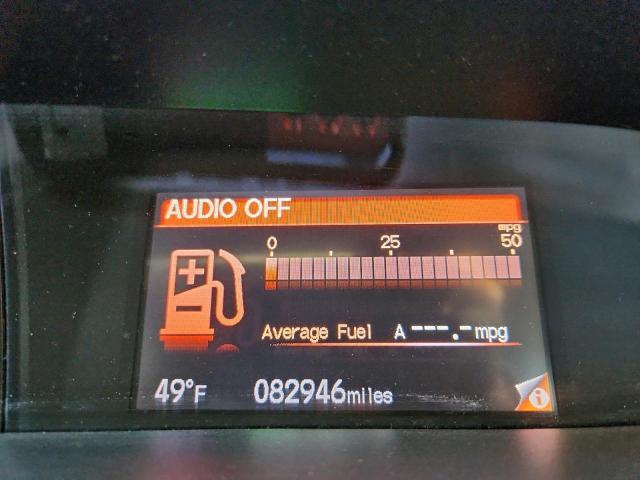 AUDIO OFF
mpg
0 25 50
Average Fuel A ---.- mpg
49°F 082946miles
i